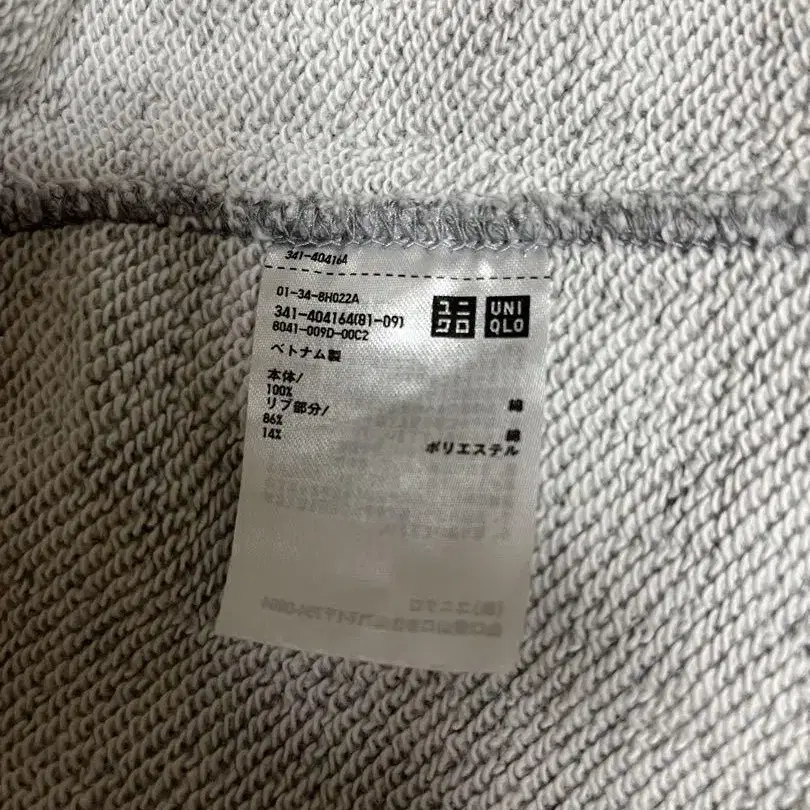 341-40416A
01-34-8H022A
341-404164(81-09)
8041-009D-00C2
ユニクロ
UNIQLO
ベトナム製
本体/
100% 綿
リブ部分/
86% 綿
14% ポリエステル